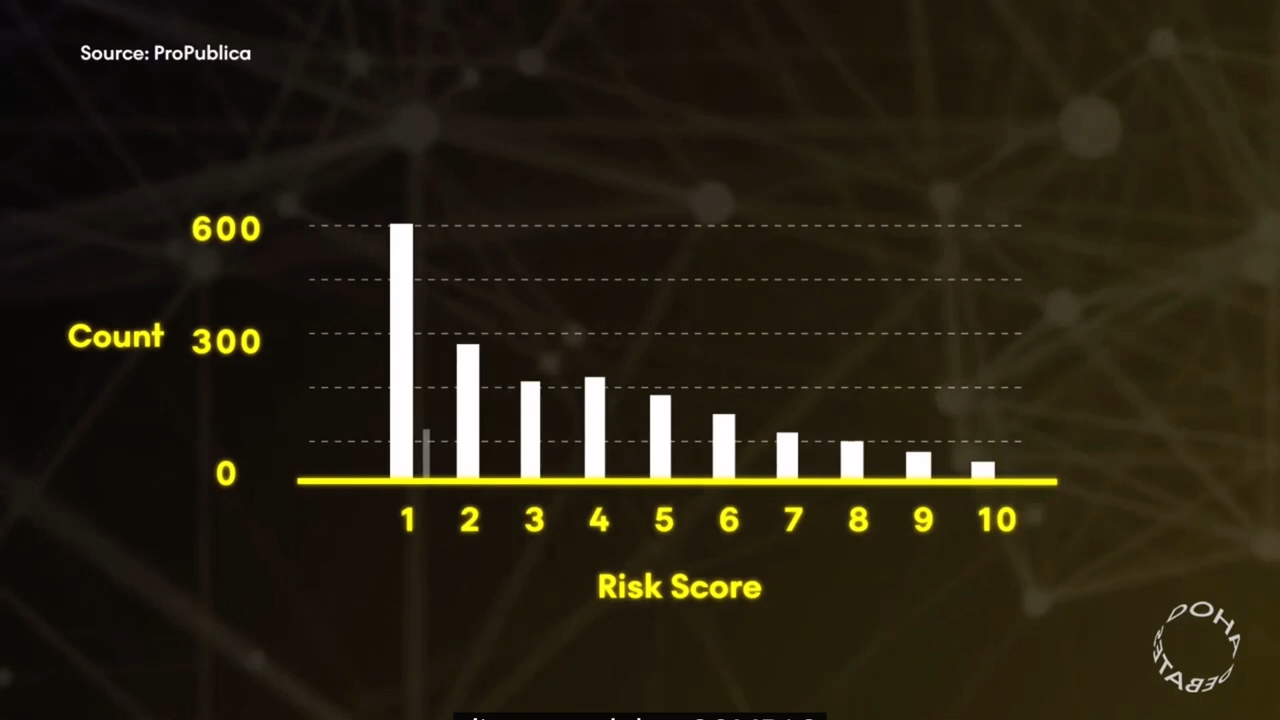 Source: ProPublica
600
Count 300
0
1 2 3 4 5 6 7 8 9 10
Risk Score
DOHA DEBATES